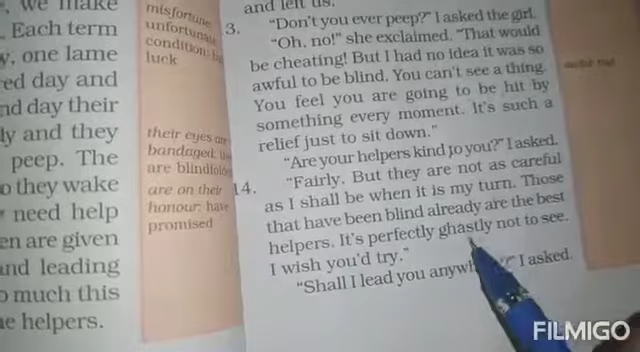 , we make
. Each term
y, one lame
ed day and
nd day their
ly and they
peep. The
o they wake
need help
en are given
and leading
o much this
e helpers.
misfortune
unfortunate
condition;
luck
their eyes are
bandaged:
are blindfolded
are on their
honour: have
promised
and left us.
3.
"Don't you ever peep?" I asked the girl.
"Oh, no!" she exclaimed. "That would
be cheating! But I had no idea it was so
awful to be blind. You can't see a thing.
You feel you are going to be hit by
something every moment. It's such a
relief just to sit down."
"Are your helpers kind to you?" I asked.
14.
"Fairly. But they are not as careful
as I shall be when it is my turn. Those
that have been blind already are the best
helpers. It's perfectly ghastly not to see.
I wish you'd try."
"Shall I lead you anywh?" I asked.
FILMIGO